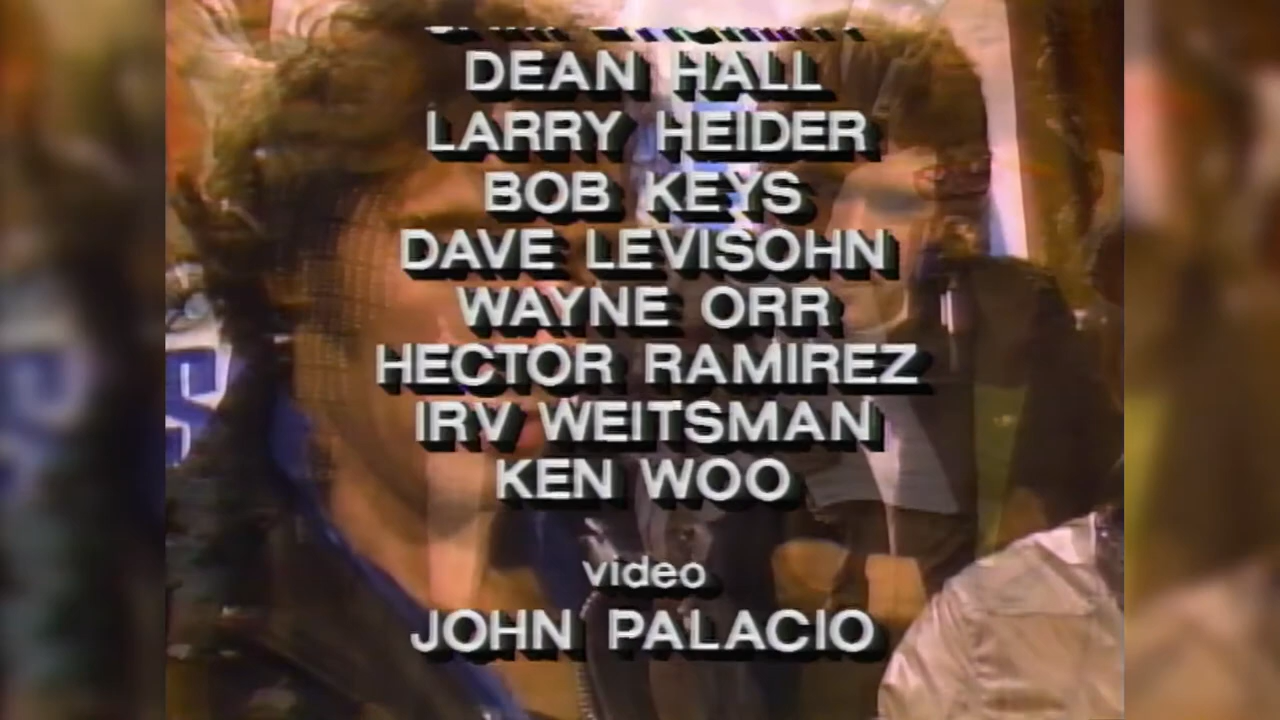 DEAN HALL
LARRY HEIDER
BOB KEYS
DAVE LEVISOHN
WAYNE ORR
HECTOR RAMIREZ
IRV WEITSMAN
KEN WOO
video
JOHN PALACIO